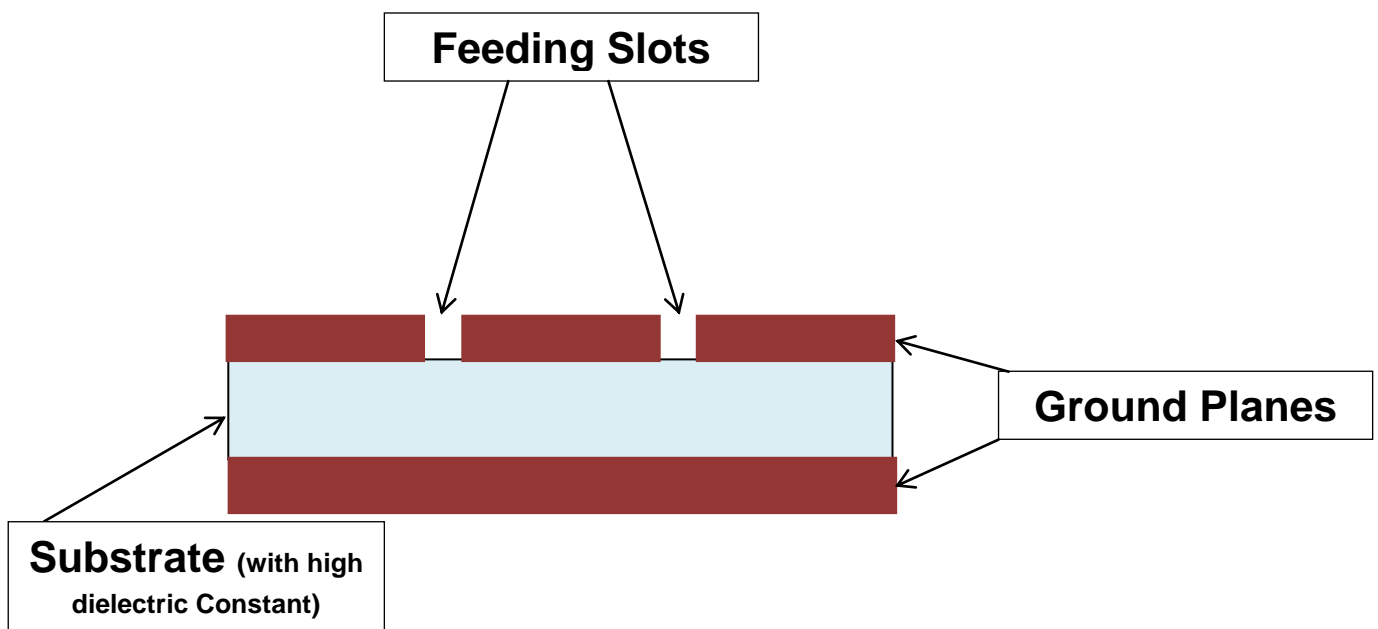 Feeding Slots
Ground Planes
Substrate (with high
dielectric Constant)